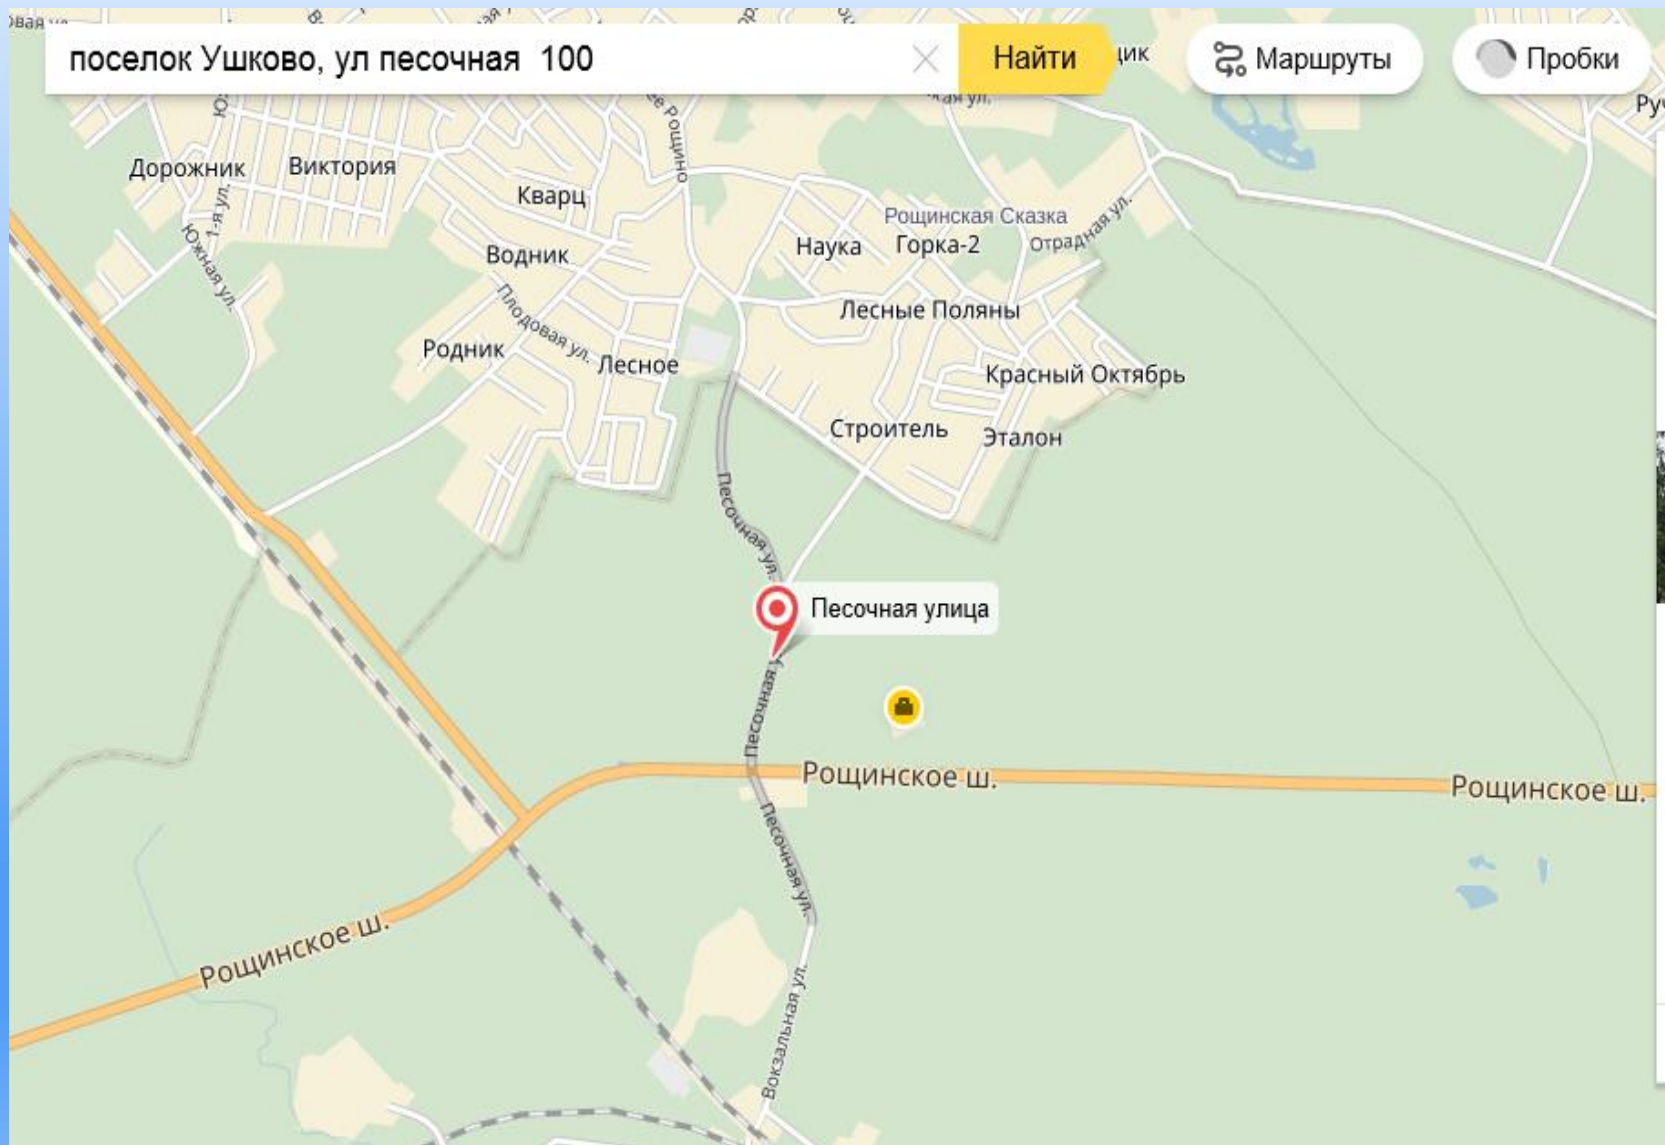 поселок Ушково, ул песочная 100
Найти
Маршруты
Пробки
Дорожник
Виктория
Кварц
Рощинская Сказка
1-я ул.
Наука
Горка-2
Отрадная ул.
Водник
Южная ул.
Лесные Поляны
Плодовая ул.
Родник
Лесное
Красный Октябрь
Строитель
Эталон
Песочная ул.
Песочная улица
Песочная у
Рощинское ш.
Рощинское ш.
Песочная ул.
Рощинское ш.
Вокзальная ул.